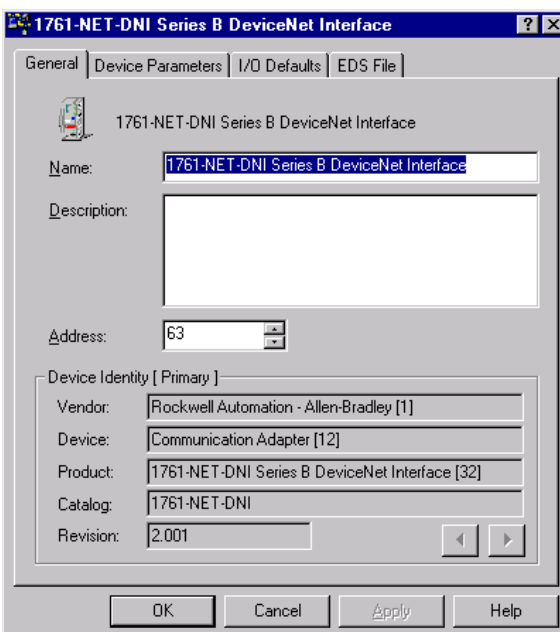 1761-NET-DNI Series B DeviceNet Interface
General Device Parameters I/O Defaults EDS File
1761-NET-DNI Series B DeviceNet Interface
Name: 1761-NET-DNI Series B DeviceNet Interface
Description:
Address: 63
Device Identity [ Primary ]
Vendor: Rockwell Automation - Allen-Bradley [1]
Device: Communication Adapter [12]
Product: 1761-NET-DNI Series B DeviceNet Interface [32]
Catalog: 1761-NET-DNI
Revision: 2.001
OK Cancel Apply Help